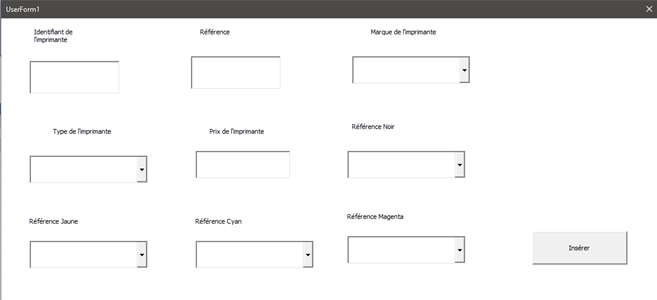 UserForm1
Identifiant de
l'imprimante
Référence
Marque de l'imprimante
Type de l'imprimante
Prix de l'imprimante
Référence Noir
Référence Jaune
Référence Cyan
Référence Magenta
Insérer